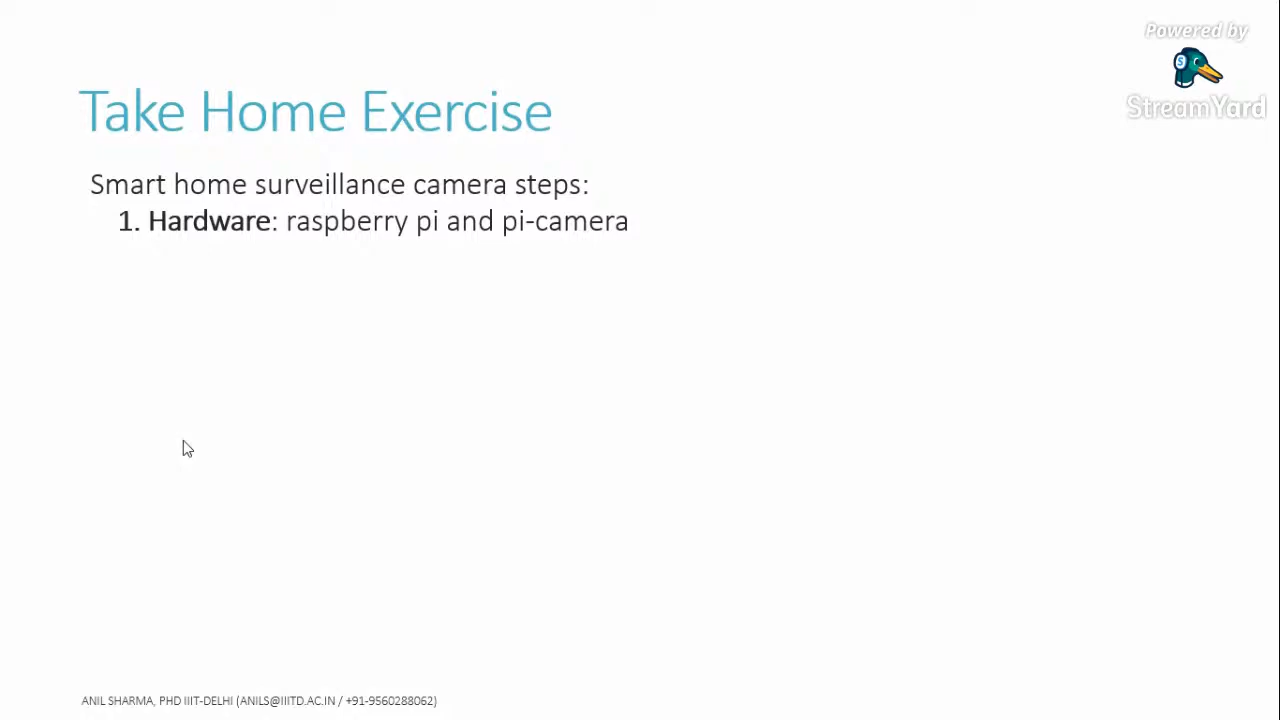 Powered by
StreamYard
Take Home Exercise
Smart home surveillance camera steps:
1. Hardware: raspberry pi and pi-camera
ANIL SHARMA, PHD IIIT-DELHI (ANILS@IIITD.AC.IN / +91-9560288062)